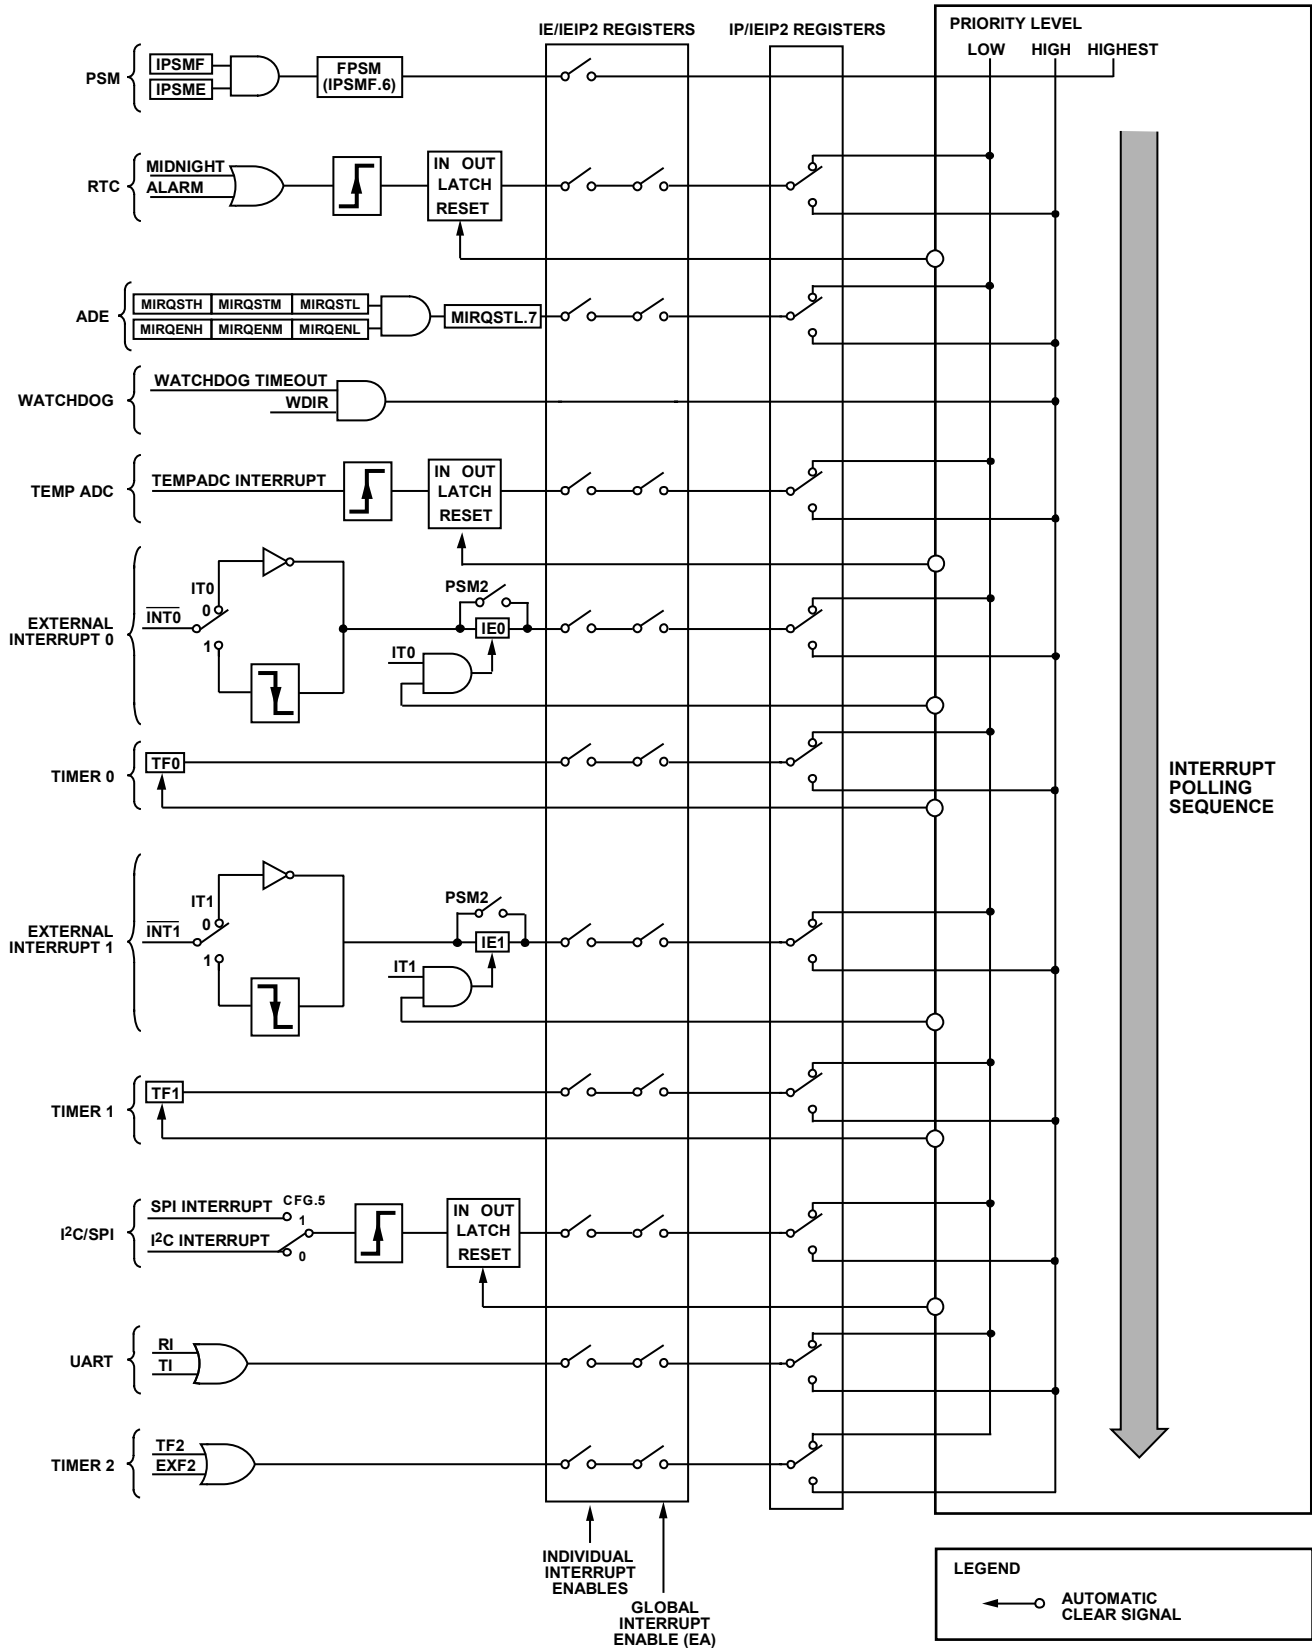 IE/IEIP2 REGISTERS
IP/IEIP2 REGISTERS
PRIORITY LEVEL
LOW HIGH HIGHEST
PSM
IPSMF
IPSME
FPSM
(IPSMF.6)
RTC
MIDNIGHT
ALARM
IN OUT
LATCH
RESET
ADE
MIRQSTH MIRQSTM MIRQSTL
MIRQENH MIRQENM MIRQENL
MIRQSTL.7
WATCHDOG
WATCHDOG TIMEOUT
WDIR
TEMP ADC
TEMPADC INTERRUPT
IN OUT
LATCH
RESET
EXTERNAL
INTERRUPT 0
INT0
IT0
0
1
PSM2
IE0
IT0
TIMER 0
TF0
INTERRUPT
POLLING
SEQUENCE
EXTERNAL
INTERRUPT 1
INT1
IT1
0
1
PSM2
IE1
IT1
TIMER 1
TF1
I2C/SPI
SPI INTERRUPT
I2C INTERRUPT
CFG.5
1
0
IN OUT
LATCH
RESET
UART
RI
TI
TIMER 2
TF2
EXF2
INDIVIDUAL
INTERRUPT
ENABLES
GLOBAL
INTERRUPT
ENABLE (EA)
LEGEND
AUTOMATIC
CLEAR SIGNAL